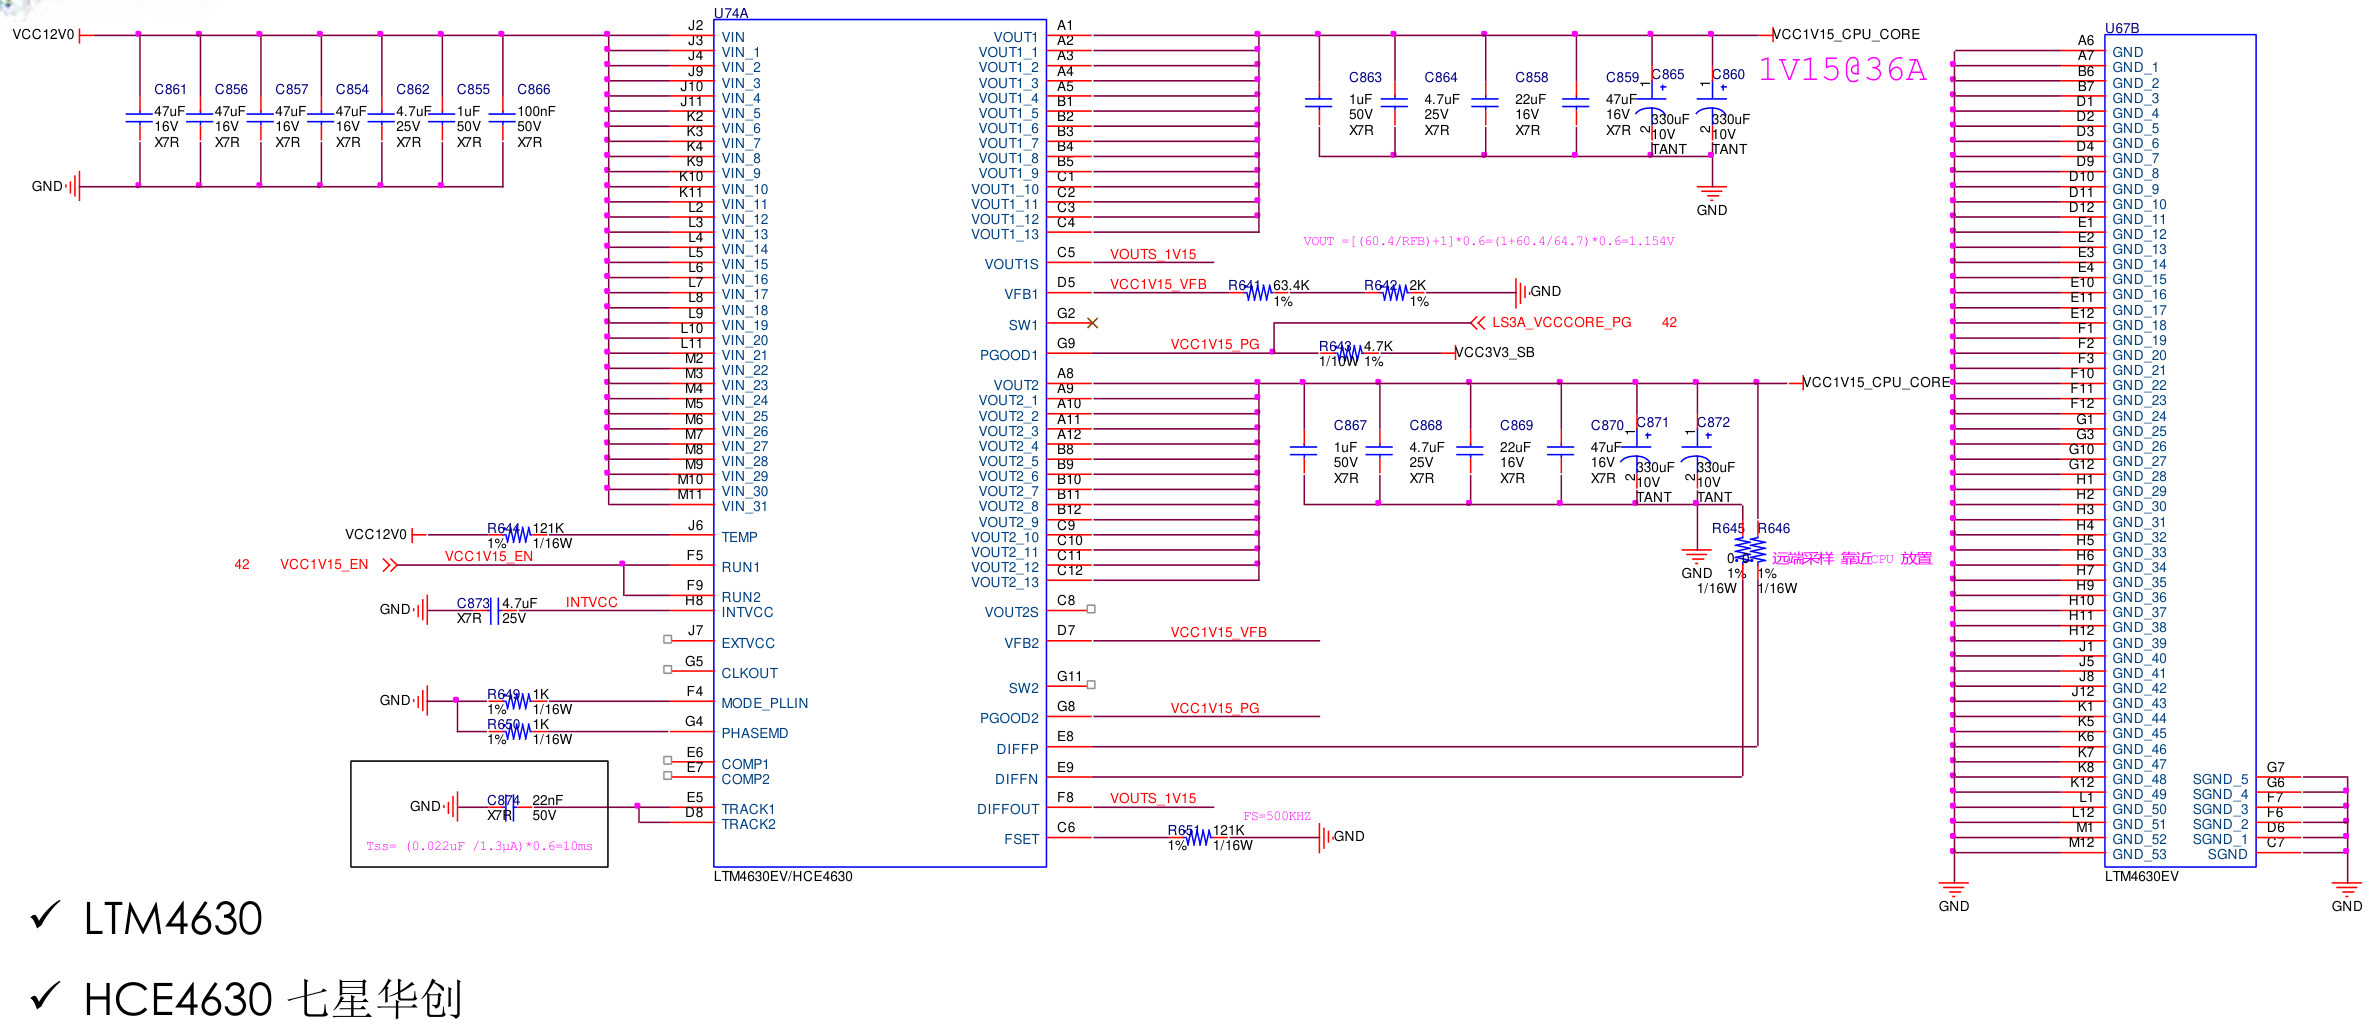 U74A
VCC12V0
GND
C861 47uF 16V X7R
C856 47uF 16V X7R
C857 47uF 16V X7R
C854 47uF 16V X7R
C862 4.7uF 25V X7R
C855 1uF 50V X7R
C866 100nF 50V X7R
J2 VIN
J3 VIN_1
J4 VIN_2
J9 VIN_3
J10 VIN_4
J11 VIN_5
K2 VIN_6
K3 VIN_7
K4 VIN_8
K9 VIN_9
K10 VIN_10
K11 VIN_11
L2 VIN_12
L3 VIN_13
L4 VIN_14
L5 VIN_15
L6 VIN_16
L7 VIN_17
L8 VIN_18
L9 VIN_19
L10 VIN_20
L11 VIN_21
M2 VIN_22
M3 VIN_23
M4 VIN_24
M5 VIN_25
M6 VIN_26
M7 VIN_27
M8 VIN_28
M9 VIN_29
M10 VIN_30
M11 VIN_31
VCC12V0 R644 121K 1% 1/16W J6 TEMP
42 VCC1V15_EN VCC1V15_EN F5 RUN1
F9 RUN2
GND C873 4.7uF X7R 25V INTVCC H8 INTVCC
J7 EXTVCC
G5 CLKOUT
GND R649 1K 1% 1/16W F4 MODE_PLLIN
R650 1K 1% 1/16W G4 PHASEMD
E6 COMP1
E7 COMP2
GND C874 22nF X7R 50V E5 TRACK1
D8 TRACK2
Tss= (0.022uF /1.3µA)*0.6=10ms
VOUT1 A1
VOUT1_1 A2
VOUT1_2 A3
VOUT1_3 A4
VOUT1_4 A5
VOUT1_5 B1
VOUT1_6 B2
VOUT1_7 B3
VOUT1_8 B4
VOUT1_9 B5
VOUT1_10 C1
VOUT1_11 C2
VOUT1_12 C3
VOUT1_13 C4
VCC1V15_CPU_CORE
1V15@36A
C863 1uF 50V X7R
C864 4.7uF 25V X7R
C858 22uF 16V X7R
C859 47uF 16V X7R
C865 1 + 2 330uF 10V TANT
C860 1 + 2 330uF 10V TANT
GND
VOUT =[(60.4/RFB)+1]*0.6=(1+60.4/64.7)*0.6=1.154V
VOUT1S C5 VOUTS_1V15
VFB1 D5 VCC1V15_VFB R641 63.4K 1% R642 2K 1% GND
SW1 G2
LS3A_VCCCORE_PG 42
PGOOD1 G9 VCC1V15_PG R643 4.7K 1/10W 1% VCC3V3_SB
VOUT2 A8
VOUT2_1 A9
VOUT2_2 A10
VOUT2_3 A11
VOUT2_4 A12
VOUT2_5 B8
VOUT2_6 B9
VOUT2_7 B10
VOUT2_8 B11
VOUT2_9 B12
VOUT2_10 C9
VOUT2_11 C10
VOUT2_12 C11
VOUT2_13 C12
VCC1V15_CPU_CORE
C867 1uF 50V X7R
C868 4.7uF 25V X7R
C869 22uF 16V X7R
C870 47uF 16V X7R
C871 1 + 2 330uF 10V TANT
C872 1 + 2 330uF 10V TANT
GND
R645 R646
1% 1%
1/16W 1/16W
远端采样 靠近CPU 放置
VOUT2S C8
VFB2 D7 VCC1V15_VFB
SW2 G11
PGOOD2 G8 VCC1V15_PG
DIFFP E8
DIFFN E9
DIFFOUT F8 VOUTS_1V15
FS=500KHZ
FSET C6 R651 121K 1% 1/16W GND
LTM4630EV/HCE4630
U67B
A6 GND
A7 GND_1
B6 GND_2
B7 GND_3
D1 GND_4
D2 GND_5
D3 GND_6
D4 GND_7
D9 GND_8
D10 GND_9
D11 GND_10
D12 GND_11
E1 GND_12
E2 GND_13
E3 GND_14
E4 GND_15
E10 GND_16
E11 GND_17
E12 GND_18
F1 GND_19
F2 GND_20
F3 GND_21
F10 GND_22
F11 GND_23
F12 GND_24
G1 GND_25
G3 GND_26
G10 GND_27
G12 GND_28
H1 GND_29
H2 GND_30
H3 GND_31
H4 GND_32
H5 GND_33
H6 GND_34
H7 GND_35
H9 GND_36
H10 GND_37
H11 GND_38
H12 GND_39
J1 GND_40
J5 GND_41
J8 GND_42
J12 GND_43
K1 GND_44
K5 GND_45
K6 GND_46
K7 GND_47
K8 GND_48 SGND_5 G7
K12 GND_49 SGND_4 G6
L1 GND_50 SGND_3 F7
L12 GND_51 SGND_2 F6
M1 GND_52 SGND_1 D6
M12 GND_53 SGND C7
LTM4630EV
GND
GND
✓ LTM4630
✓ HCE4630 七星华创